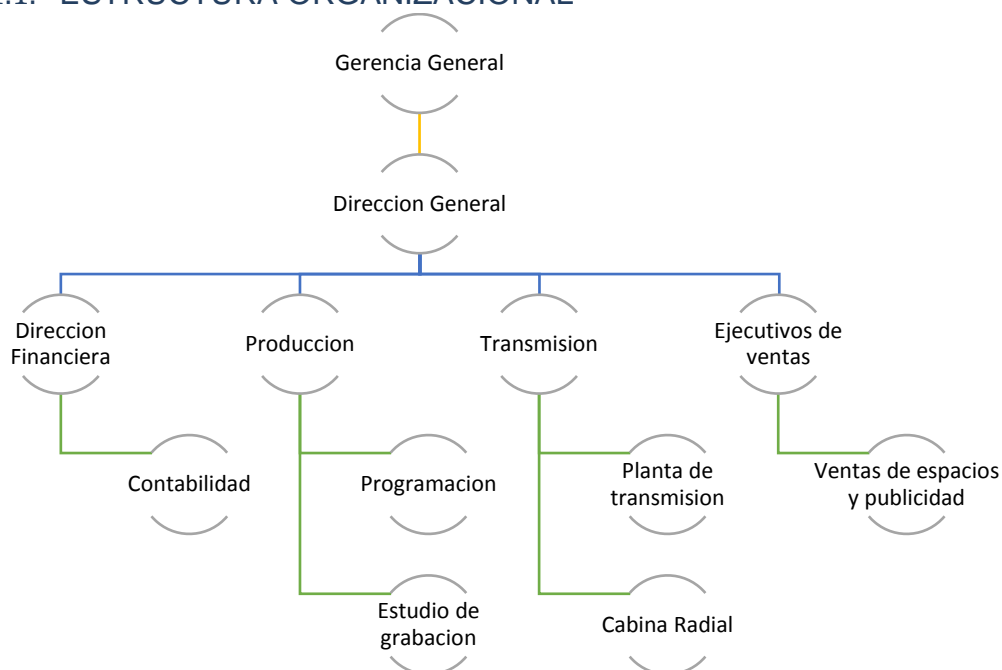 ESTRUCTURA ORGANIZACIONAL
Gerencia General
Direccion General
Direccion
Financiera
Produccion
Transmision
Ejecutivos de
ventas
Contabilidad
Programacion
Planta de
transmision
Ventas de espacios
y publicidad
Estudio de
grabacion
Cabina Radial